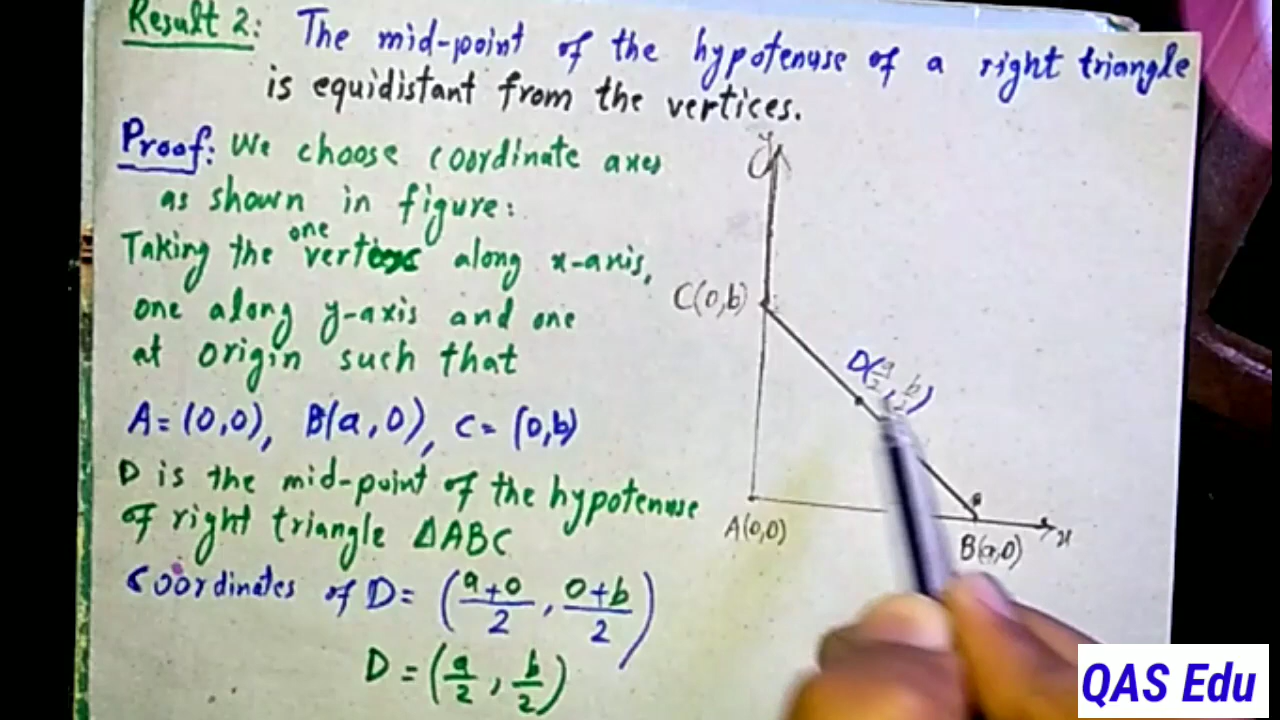 Result 2: The mid-point of the hypotenuse of a right triangle
is equidistant from the vertices.
Proof: We choose coordinate axes
as shown in figure:
Taking the one vertex along x-axis,
one along y-axis and one
at origin such that
A = (0,0), B(a,0), C = (0,b)
D is the mid-point of the hypotenuse
of right triangle ΔABC
Coordinates of D = (a+0/2, 0+b/2)
D = (a/2, b/2)
y
C(0,b)
D(a/2, b/2)
A(0,0)
B(a,0)
x
QAS Edu